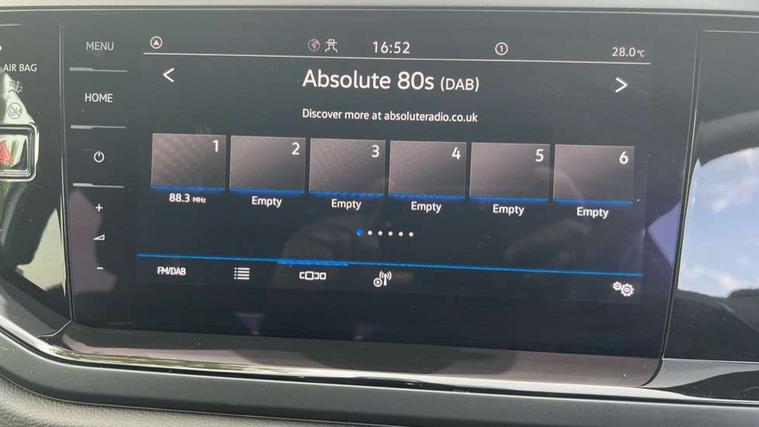 MENU
16:52
1
28.0°C
AIR BAG
Absolute 80s (DAB)
HOME
Discover more at absoluteradio.co.uk
1
2
3
4
5
6
88.3 MHz
Empty
Empty
Empty
Empty
Empty
+
-
FM/DAB